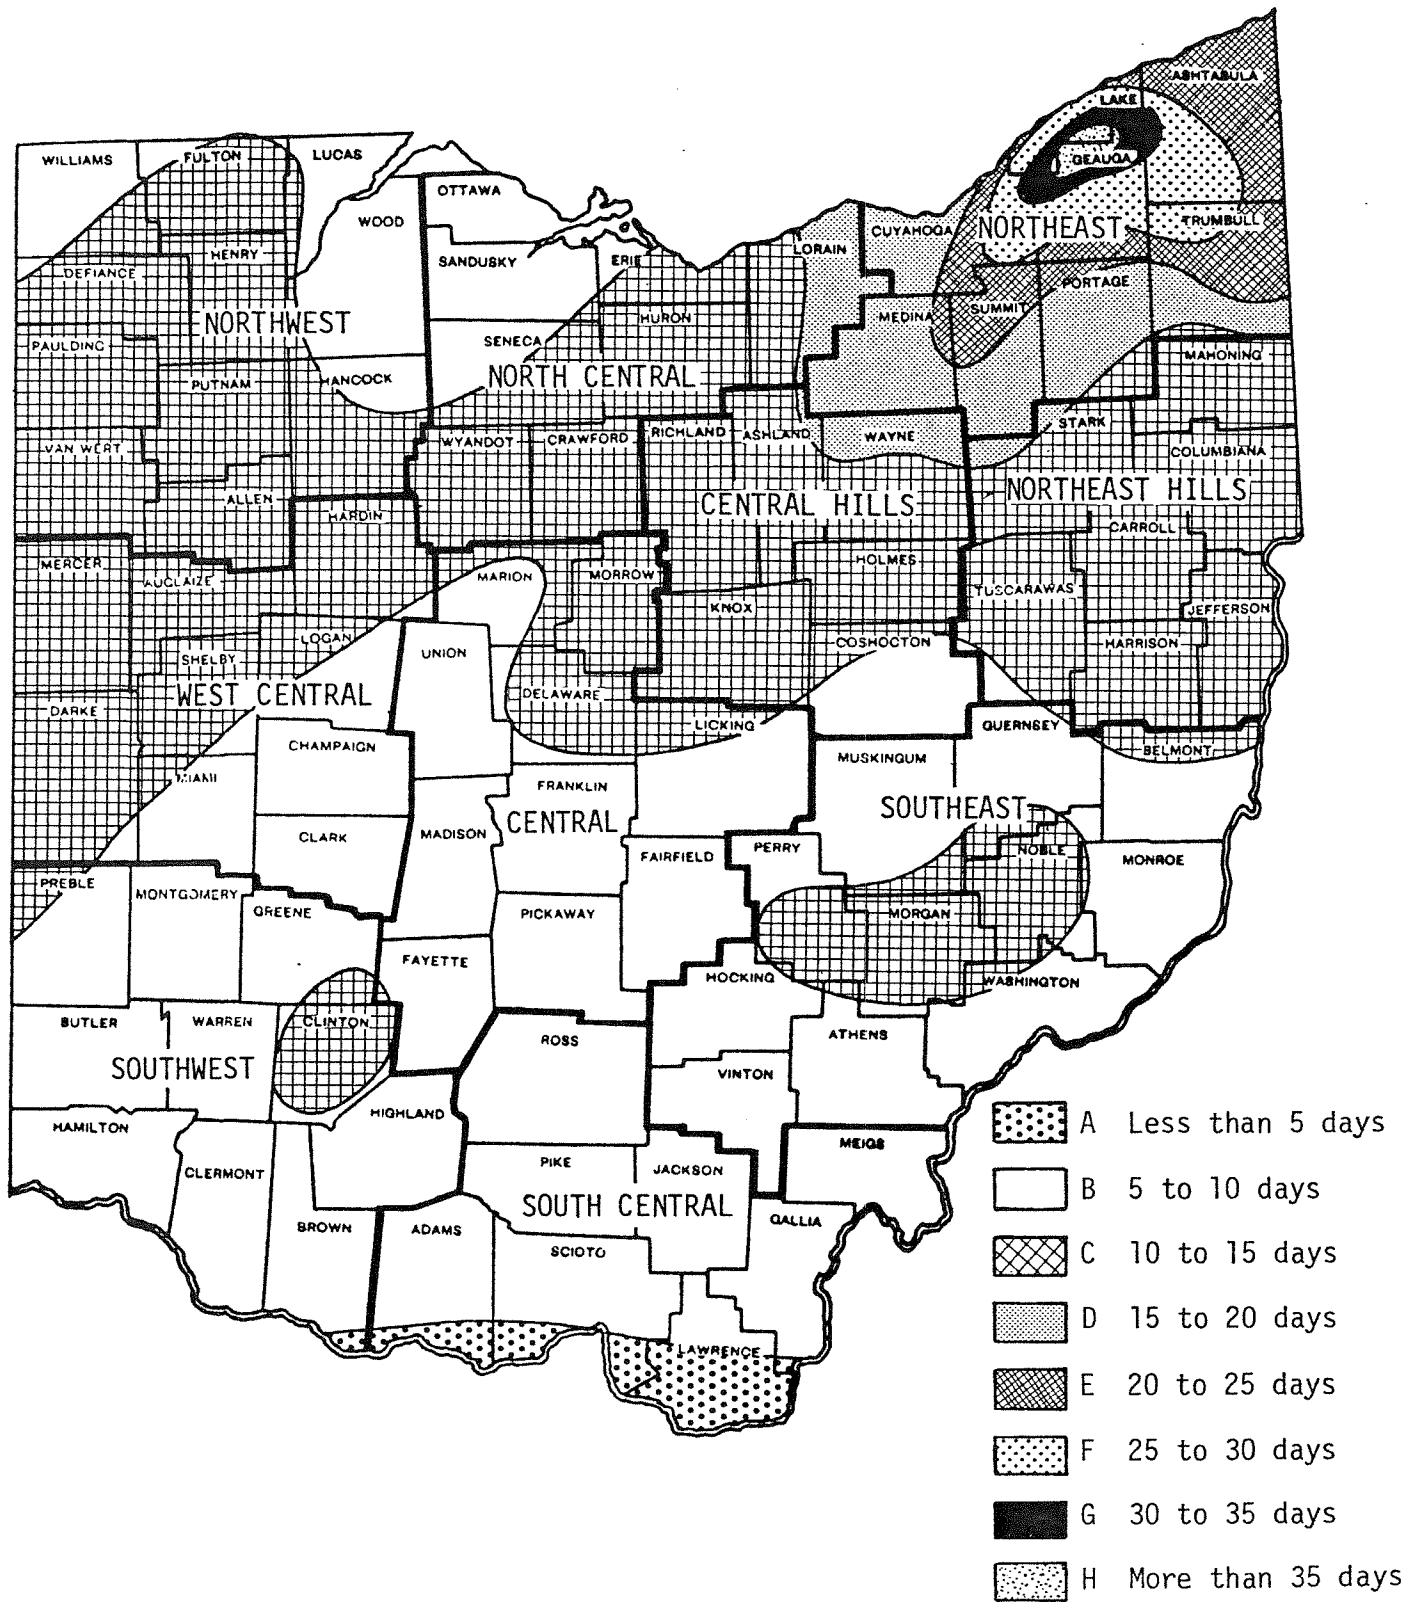 ASHTABULA
LAKE
GEAUGA
WILLIAMS
FULTON
LUCAS
OTTAWA
WOOD
TRUMBULL
NORTHEAST
CUYAHOGA
LORAIN
HENRY
SANDUSKY
ERIE
DEFIANCE
PORTAGE
SUMMIT
MEDINA
HURON
NORTHWEST
SENECA
PAULDING
MAHONING
NORTH CENTRAL
PUTNAM
HANCOCK
STARK
RICHLAND
ASHLAND
WAYNE
WYANDOT
CRAWFORD
VAN WERT
COLUMBIANA
NORTHEAST HILLS
CENTRAL HILLS
ALLEN
HARDIN
CARROLL
MERCER
AUGLAIZE
MARION
MORROW
HOLMES
TUSCARAWAS
KNOX
JEFFERSON
LOGAN
UNION
COSHOCTON
HARRISON
SHELBY
WEST CENTRAL
DELAWARE
DARKE
LICKING
GUERNSEY
CHAMPAIGN
BELMONT
MIAMI
MUSKINGUM
FRANKLIN
SOUTHEAST
CENTRAL
CLARK
MADISON
PERRY
NOBLE
FAIRFIELD
MONROE
PREBLE
MONTGOMERY
GREENE
PICKAWAY
MORGAN
FAYETTE
HOCKING
WASHINGTON
BUTLER
WARREN
CLINTON
ROSS
ATHENS
SOUTHWEST
VINTON
HIGHLAND
HAMILTON
MEIGS
CLERMONT
PIKE
JACKSON
SOUTH CENTRAL
BROWN
ADAMS
GALLIA
SCIOTO
LAWRENCE
A Less than 5 days
B 5 to 10 days
C 10 to 15 days
D 15 to 20 days
E 20 to 25 days
F 25 to 30 days
G 30 to 35 days
H More than 35 days